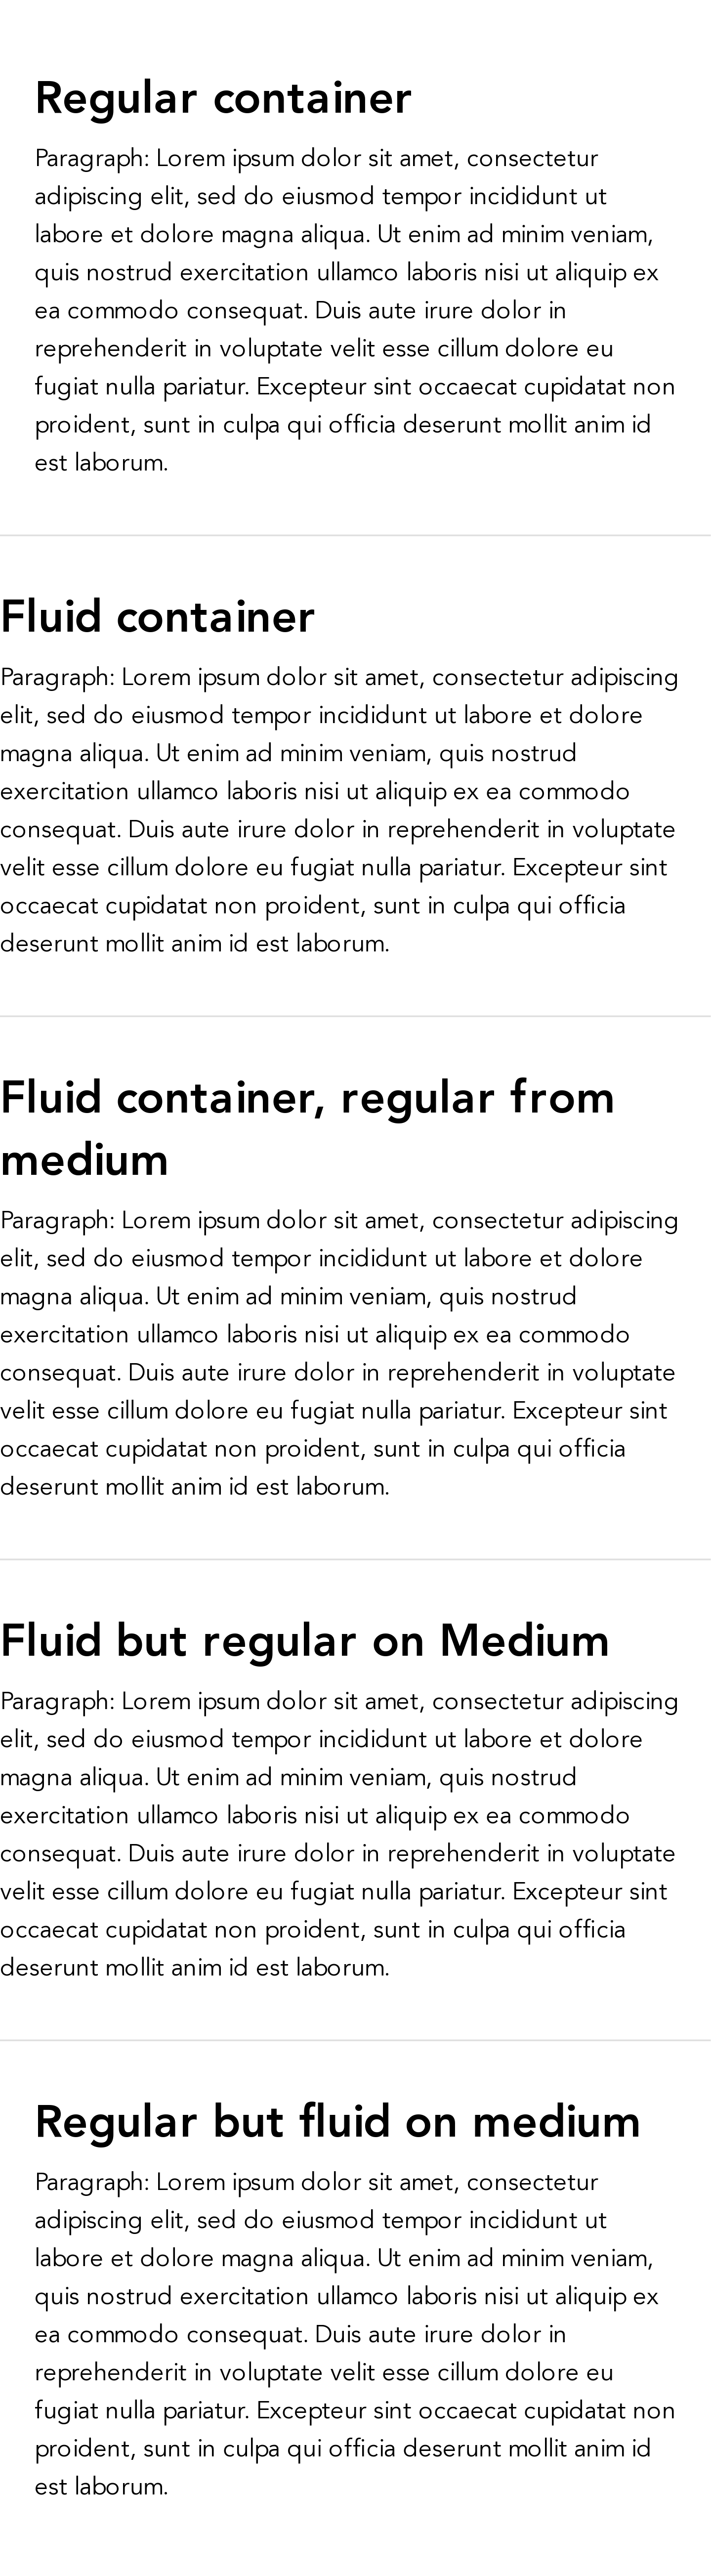 Regular container
Paragraph: Lorem ipsum dolor sit amet, consectetur
adipiscing elit, sed do eiusmod tempor incididunt ut
labore et dolore magna aliqua. Ut enim ad minim veniam,
quis nostrud exercitation ullamco laboris nisi ut aliquip ex
ea commodo consequat. Duis aute irure dolor in
reprehenderit in voluptate velit esse cillum dolore eu
fugiat nulla pariatur. Excepteur sint occaecat cupidatat non
proident, sunt in culpa qui officia deserunt mollit anim id
est laborum.
Fluid container
Paragraph: Lorem ipsum dolor sit amet, consectetur adipiscing
elit, sed do eiusmod tempor incididunt ut labore et dolore
magna aliqua. Ut enim ad minim veniam, quis nostrud
exercitation ullamco laboris nisi ut aliquip ex ea commodo
consequat. Duis aute irure dolor in reprehenderit in voluptate
velit esse cillum dolore eu fugiat nulla pariatur. Excepteur sint
occaecat cupidatat non proident, sunt in culpa qui officia
deserunt mollit anim id est laborum.
Fluid container, regular from
medium
Paragraph: Lorem ipsum dolor sit amet, consectetur adipiscing
elit, sed do eiusmod tempor incididunt ut labore et dolore
magna aliqua. Ut enim ad minim veniam, quis nostrud
exercitation ullamco laboris nisi ut aliquip ex ea commodo
consequat. Duis aute irure dolor in reprehenderit in voluptate
velit esse cillum dolore eu fugiat nulla pariatur. Excepteur sint
occaecat cupidatat non proident, sunt in culpa qui officia
deserunt mollit anim id est laborum.
Fluid but regular on Medium
Paragraph: Lorem ipsum dolor sit amet, consectetur adipiscing
elit, sed do eiusmod tempor incididunt ut labore et dolore
magna aliqua. Ut enim ad minim veniam, quis nostrud
exercitation ullamco laboris nisi ut aliquip ex ea commodo
consequat. Duis aute irure dolor in reprehenderit in voluptate
velit esse cillum dolore eu fugiat nulla pariatur. Excepteur sint
occaecat cupidatat non proident, sunt in culpa qui officia
deserunt mollit anim id est laborum.
Regular but fluid on medium
Paragraph: Lorem ipsum dolor sit amet, consectetur
adipiscing elit, sed do eiusmod tempor incididunt ut
labore et dolore magna aliqua. Ut enim ad minim veniam,
quis nostrud exercitation ullamco laboris nisi ut aliquip ex
ea commodo consequat. Duis aute irure dolor in
reprehenderit in voluptate velit esse cillum dolore eu
fugiat nulla pariatur. Excepteur sint occaecat cupidatat non
proident, sunt in culpa qui officia deserunt mollit anim id
est laborum.